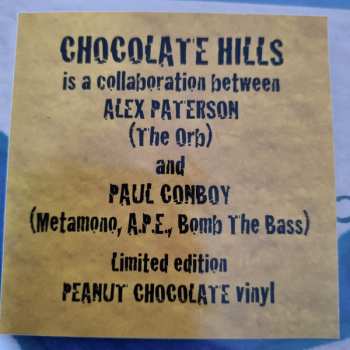 CHOCOLATE HILLS
is a collaboration between
ALEX PATERSON
(The Orb)
and
PAUL CONBOY
(Metamono, A.P.E., Bomb The Bass)
Limited edition
PEANUT CHOCOLATE vinyl